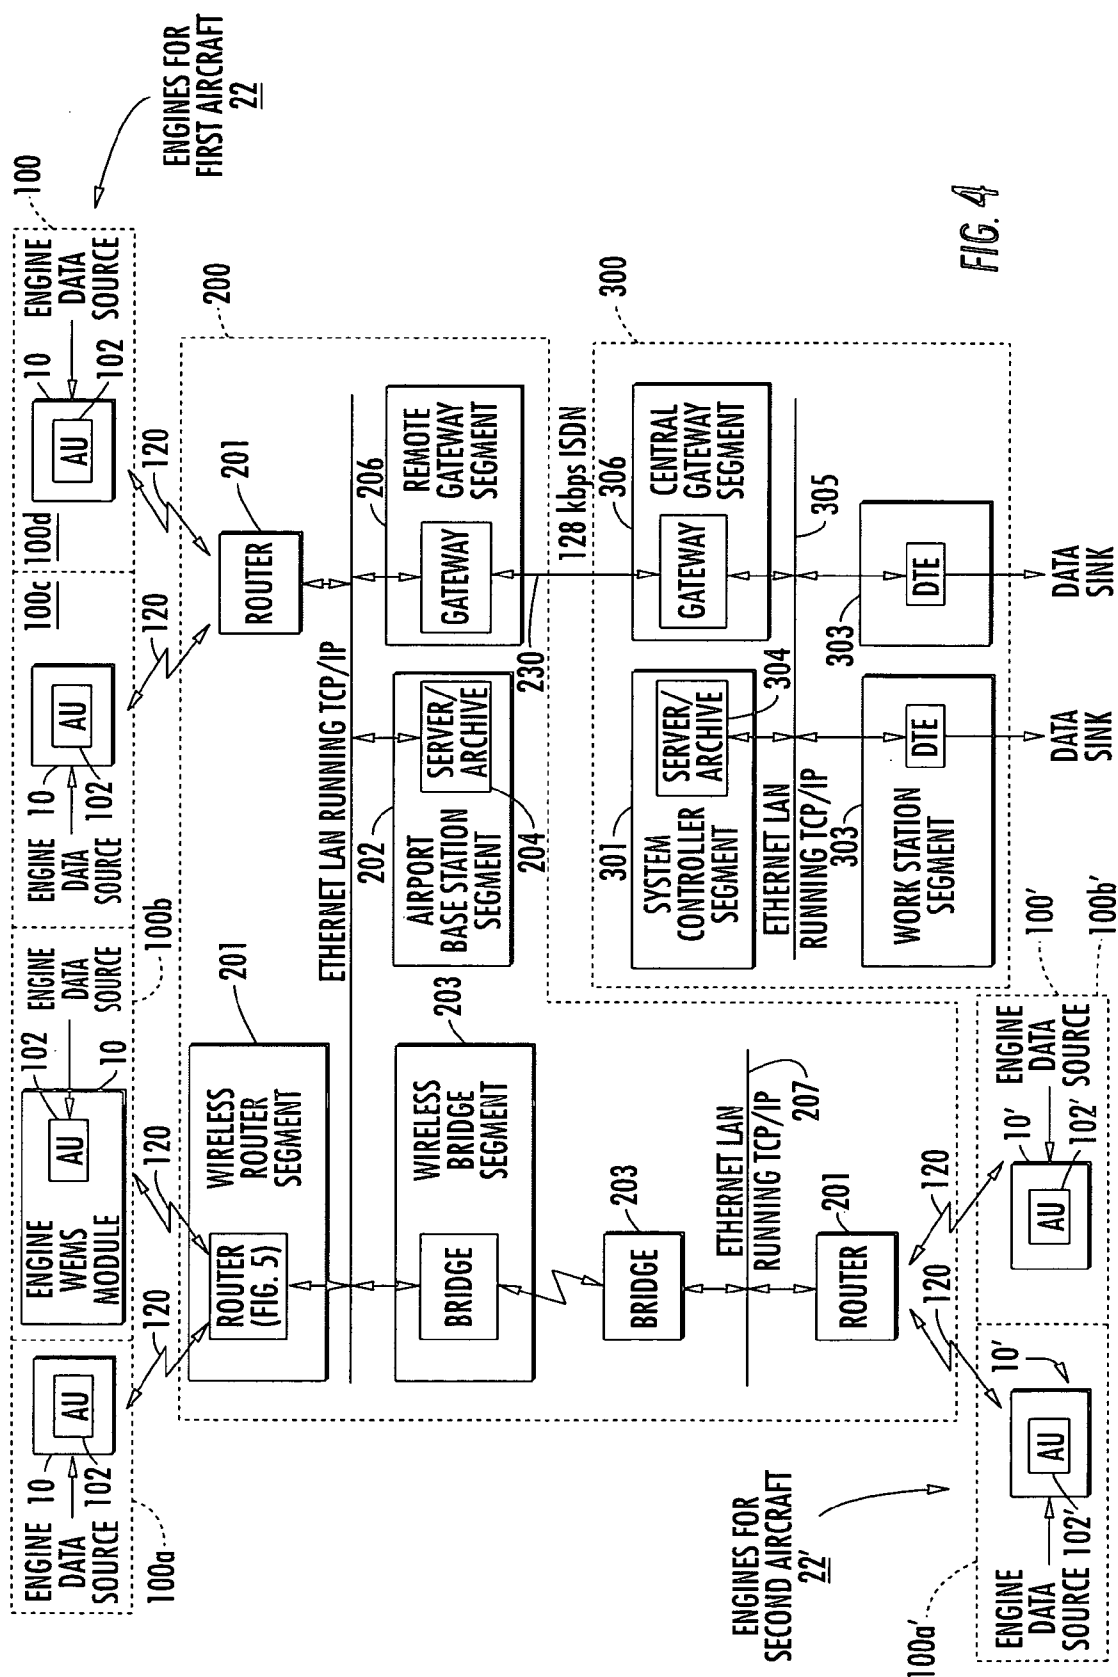 ENGINES FOR
FIRST AIRCRAFT
22
100
ENGINE
DATA
SOURCE
10
102
AU
100d
120
100c
120
10
AU
102
ENGINE
DATA
SOURCE
100b
ENGINE
DATA
SOURCE
102
10
AU
ENGINE
WEMS
MODULE
120
120
10
AU
102
ENGINE
DATA
SOURCE
100a
200
201
ROUTER
201
WIRELESS
ROUTER
SEGMENT
ROUTER
(FIG. 5)
ETHERNET LAN RUNNING TCP/IP
206
REMOTE
GATEWAY
SEGMENT
GATEWAY
202
SERVER/
ARCHIVE
AIRPORT
BASE STATION
SEGMENT
204
203
WIRELESS
BRIDGE
SEGMENT
BRIDGE
230
128 kbps ISDN
203
BRIDGE
ETHERNET LAN
RUNNING TCP/IP
207
201
ROUTER
120
120
300
306
CENTRAL
GATEWAY
SEGMENT
GATEWAY
301
SERVER/
ARCHIVE
304
SYSTEM
CONTROLLER
SEGMENT
305
ETHERNET LAN
RUNNING TCP/IP
303
DTE
303
DTE
WORK STATION
SEGMENT
DATA
SINK
DATA
SINK
100'
100b'
ENGINE
DATA
SOURCE
10'
102'
AU
10'
AU
102'
ENGINE
DATA
SOURCE
100a'
ENGINES FOR
SECOND AIRCRAFT
22'
FIG. 4